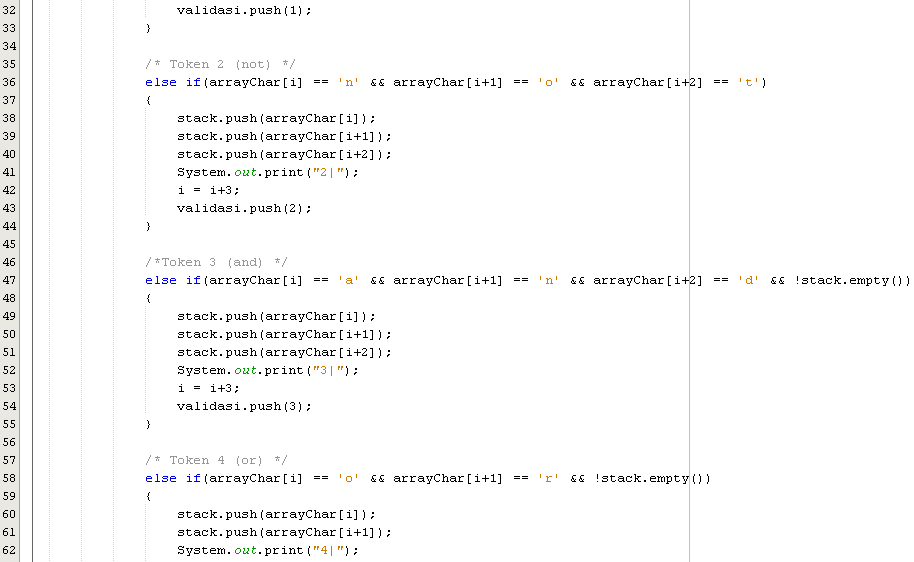 32 validasi.push(1);
33 }
34
35 /* Token 2 (not) */
36 else if(arrayChar[i] == 'n' && arrayChar[i+1] == 'o' && arrayChar[i+2] == 't')
37 {
38 stack.push(arrayChar[i]);
39 stack.push(arrayChar[i+1]);
40 stack.push(arrayChar[i+2]);
41 System.out.print("2|");
42 i = i+3;
43 validasi.push(2);
44 }
45
46 /*Token 3 (and) */
47 else if(arrayChar[i] == 'a' && arrayChar[i+1] == 'n' && arrayChar[i+2] == 'd' && !stack.empty())
48 {
49 stack.push(arrayChar[i]);
50 stack.push(arrayChar[i+1]);
51 stack.push(arrayChar[i+2]);
52 System.out.print("3|");
53 i = i+3;
54 validasi.push(3);
55 }
56
57 /* Token 4 (or) */
58 else if(arrayChar[i] == 'o' && arrayChar[i+1] == 'r' && !stack.empty())
59 {
60 stack.push(arrayChar[i]);
61 stack.push(arrayChar[i+1]);
62 System.out.print("4|");